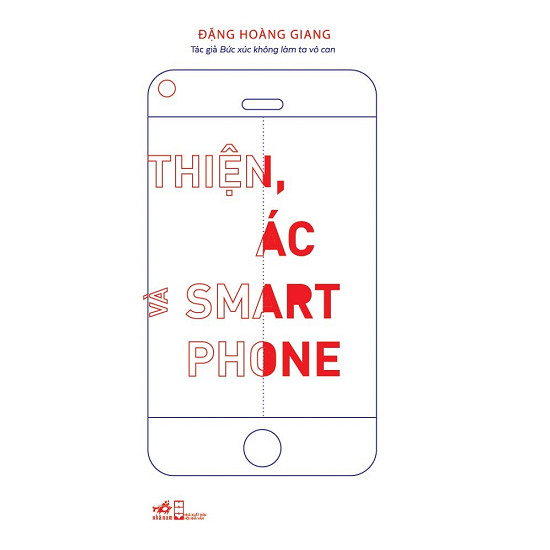 ĐẶNG HOÀNG GIANG
Tác giả Bức xúc không làm ta vô can
THIỆN,
ÁC
VÀ
SMART
PHONE
nhã nam
NHÀ XUẤT BẢN
HỘI NHÀ VĂN